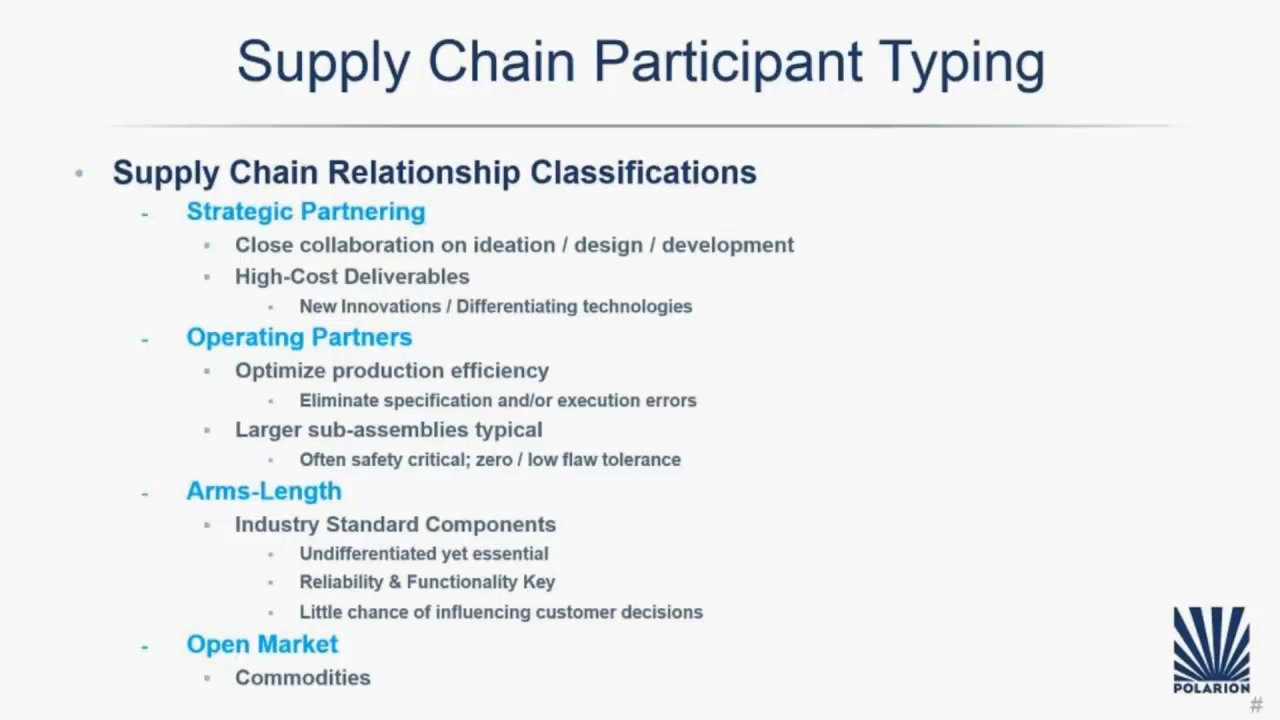 Supply Chain Participant Typing
• Supply Chain Relationship Classifications
- Strategic Partnering
▪ Close collaboration on ideation / design / development
▪ High-Cost Deliverables
▪ New Innovations / Differentiating technologies
- Operating Partners
▪ Optimize production efficiency
▪ Eliminate specification and/or execution errors
▪ Larger sub-assemblies typical
▪ Often safety critical; zero / low flaw tolerance
- Arms-Length
▪ Industry Standard Components
▪ Undifferentiated yet essential
▪ Reliability & Functionality Key
▪ Little chance of influencing customer decisions
- Open Market
▪ Commodities
POLARION
#